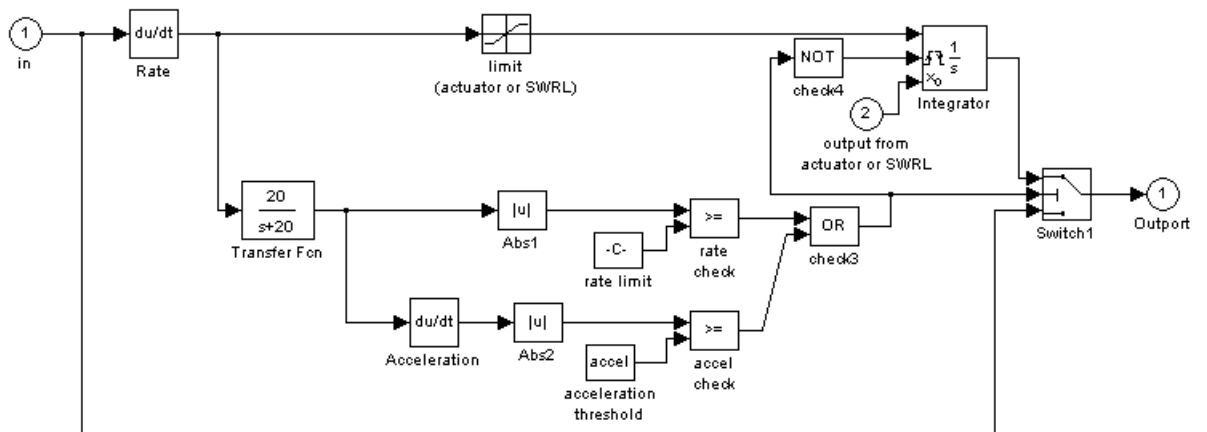 1
in
du/dt
Rate
limit
(actuator or SWRL)
NOT
check4
1
s
x0
Integrator
2
output from
actuator or SWRL
20
s+20
Transfer Fcn
|u|
Abs1
-C-
rate limit
>=
rate
check
OR
check3
Switch1
1
Outport
du/dt
Acceleration
|u|
Abs2
accel
acceleration
threshold
>=
accel
check